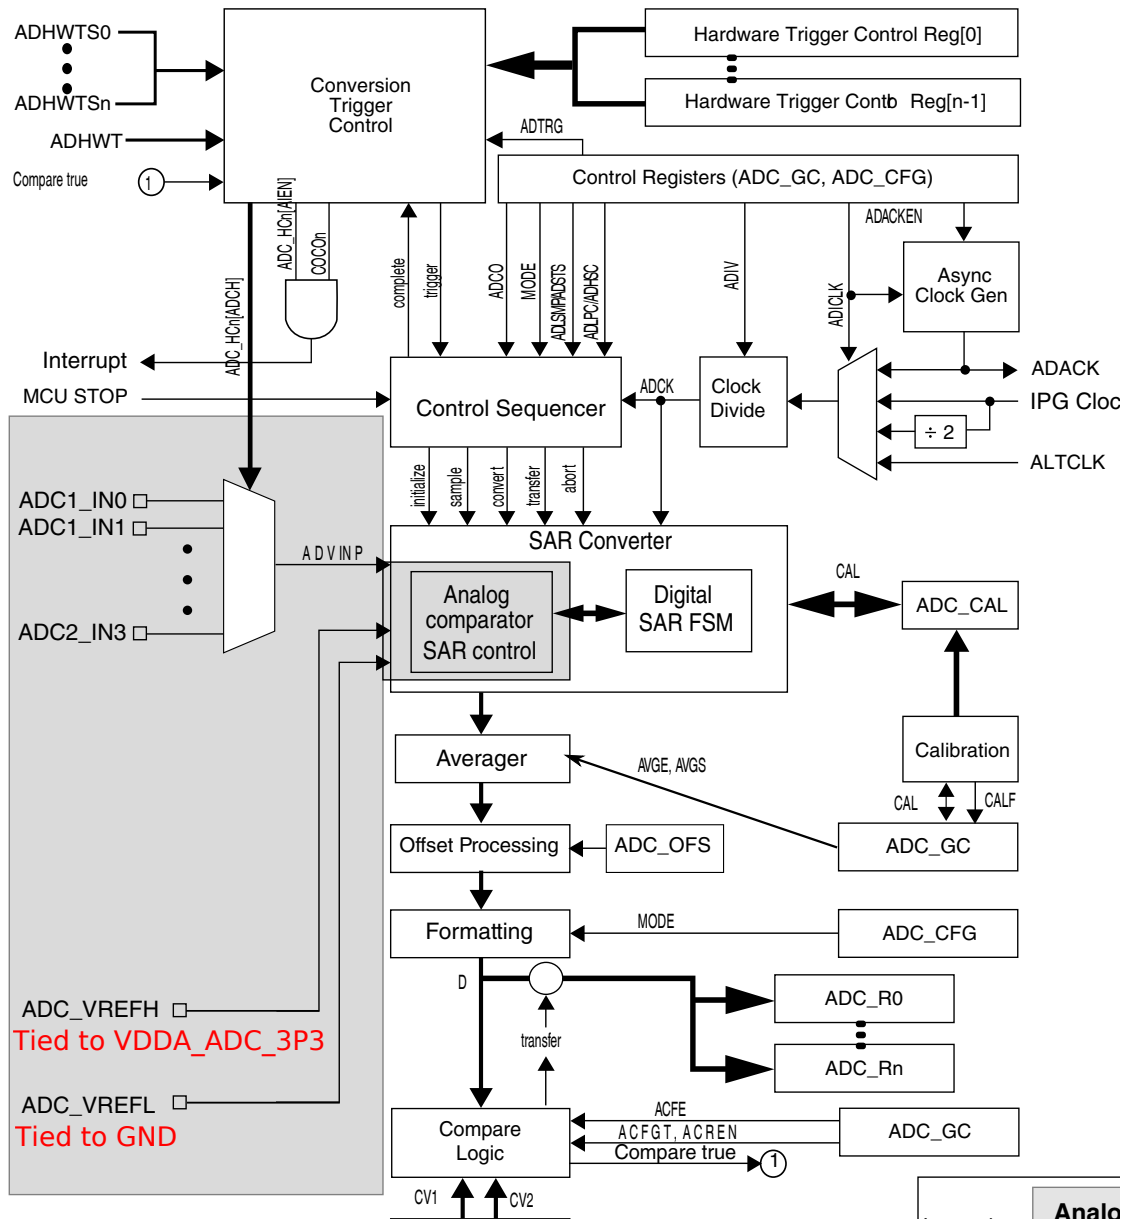 ADHWTS0
ADHWTSn
ADHWT
Compare true
1
Conversion
Trigger
Control
Hardware Trigger Control Reg[0]
Hardware Trigger Contb Reg[n-1]
ADTRG
Control Registers (ADC_GC, ADC_CFG)
ADC_HCn[ADCH]
ADC_HCn[AIEN]
COCOn
complete
trigger
ADCO
MODE
ADLSMP/ADSTS
ADLPC/ADHSC
ADIV
ADICLK
ADACKEN
Async
Clock Gen
Interrupt
MCU STOP
Control Sequencer
ADCK
Clock
Divide
ADACK
IPG Cloc
÷ 2
ALTCLK
initialize
sample
convert
transfer
abort
ADC1_IN0
ADC1_IN1
ADC2_IN3
A D V IN P
SAR Converter
Analog
comparator
SAR control
Digital
SAR FSM
CAL
ADC_CAL
Calibration
CAL
CALF
ADC_GC
Averager
AVGE, AVGS
Offset Processing
ADC_OFS
Formatting
MODE
ADC_CFG
D
transfer
ADC_R0
ADC_Rn
ADC_VREFH
Tied to VDDA_ADC_3P3
ADC_VREFL
Tied to GND
Compare
Logic
ACFE
ACFGT, ACREN
Compare true
1
ADC_GC
CV1
CV2
Analo